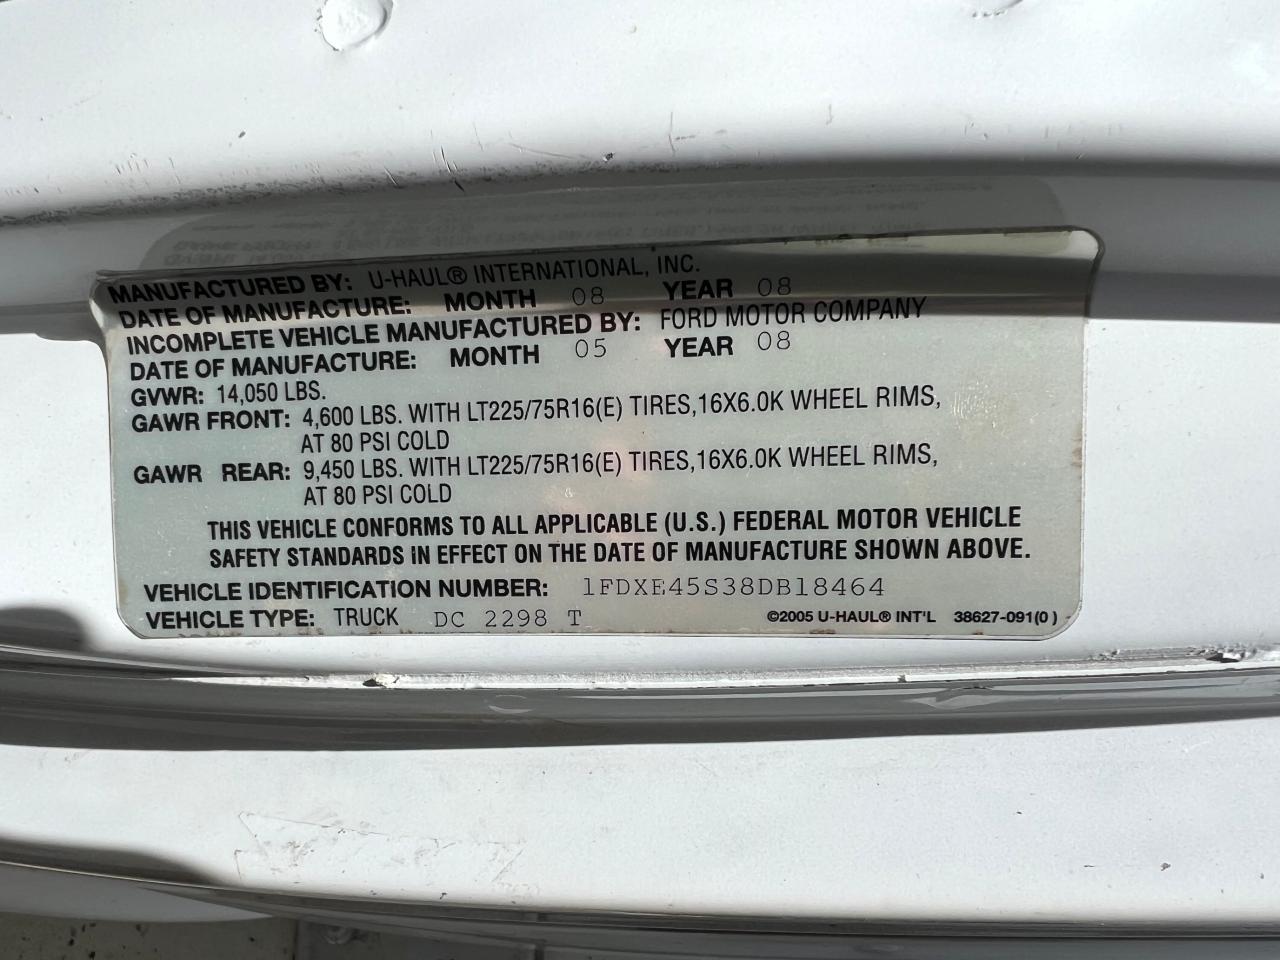 MANUFACTURED BY: U-HAUL® INTERNATIONAL, INC.
DATE OF MANUFACTURE: MONTH 08 YEAR 08
INCOMPLETE VEHICLE MANUFACTURED BY: FORD MOTOR COMPANY
DATE OF MANUFACTURE: MONTH 05 YEAR 08
GVWR: 14,050 LBS.
GAWR FRONT: 4,600 LBS. WITH LT225/75R16(E) TIRES,16X6.0K WHEEL RIMS,
AT 80 PSI COLD
GAWR REAR: 9,450 LBS. WITH LT225/75R16(E) TIRES,16X6.0K WHEEL RIMS,
AT 80 PSI COLD
THIS VEHICLE CONFORMS TO ALL APPLICABLE (U.S.) FEDERAL MOTOR VEHICLE
SAFETY STANDARDS IN EFFECT ON THE DATE OF MANUFACTURE SHOWN ABOVE.
VEHICLE IDENTIFICATION NUMBER: 1FDXE45S38DB18464
VEHICLE TYPE: TRUCK DC 2298 T ©2005 U-HAUL® INT'L 38627-091(0)